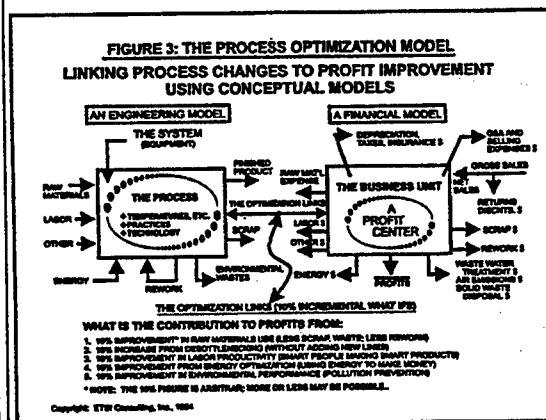 FIGURE 3: THE PROCESS OPTIMIZATION MODEL
LINKING PROCESS CHANGES TO PROFIT IMPROVEMENT
USING CONCEPTUAL MODELS
AN ENGINEERING MODEL
A FINANCIAL MODEL
THE SYSTEM
(EQUIPMENT)
DEPRECIATION,
TAXES, INSURANCE $
G&A AND
SELLING
EXPENSES $
RAW
MATERIALS
LABOR
OTHER
THE PROCESS
TEMPERATURES, ETC.
PRACTICES
TECHNOLOGY
FINISHED
PRODUCT
THE OPTIMIZATION LINKS
SCRAP
ENERGY
REWORK
ENVIRONMENTAL
WASTES
RAW MAT'L
EXPENSE
LABOR $
OTHER $
ENERGY $
THE BUSINESS UNIT
A
PROFIT
CENTER
PROFITS
GROSS SALES
NET
SALES
RETURNS
DISCNTS. $
SCRAP $
REWORK $
WASTE WATER
TREATMENT $
AIR EMISSIONS $
SOLID WASTE
DISPOSAL $
THE OPTIMIZATION LINKS (10% INCREMENTAL WHAT IFS)
WHAT IS THE CONTRIBUTION TO PROFITS FROM:
1. 10% IMPROVEMENT* IN RAW MATERIALS USE (LESS SCRAP, WASTE; LESS REWORK)
2. 10% INCREASE FROM DEBOTTLENECKING (WITHOUT ADDING NEW LINES)
3. 10% IMPROVEMENT IN LABOR PRODUCTIVITY (SMART PEOPLE MAKING SMART PRODUCTS)
4. 10% IMPROVEMENT FROM ENERGY OPTIMIZATION (USING ENERGY TO MAKE MONEY)
5. 10% IMPROVEMENT IN ENVIRONMENTAL PERFORMANCE (POLLUTION PREVENTION)
* NOTE: THE 10% FIGURE IS ARBITRAR; MORE OR LESS MAY BE POSSIBLE..
Copyright: Consulting, Inc., 1994